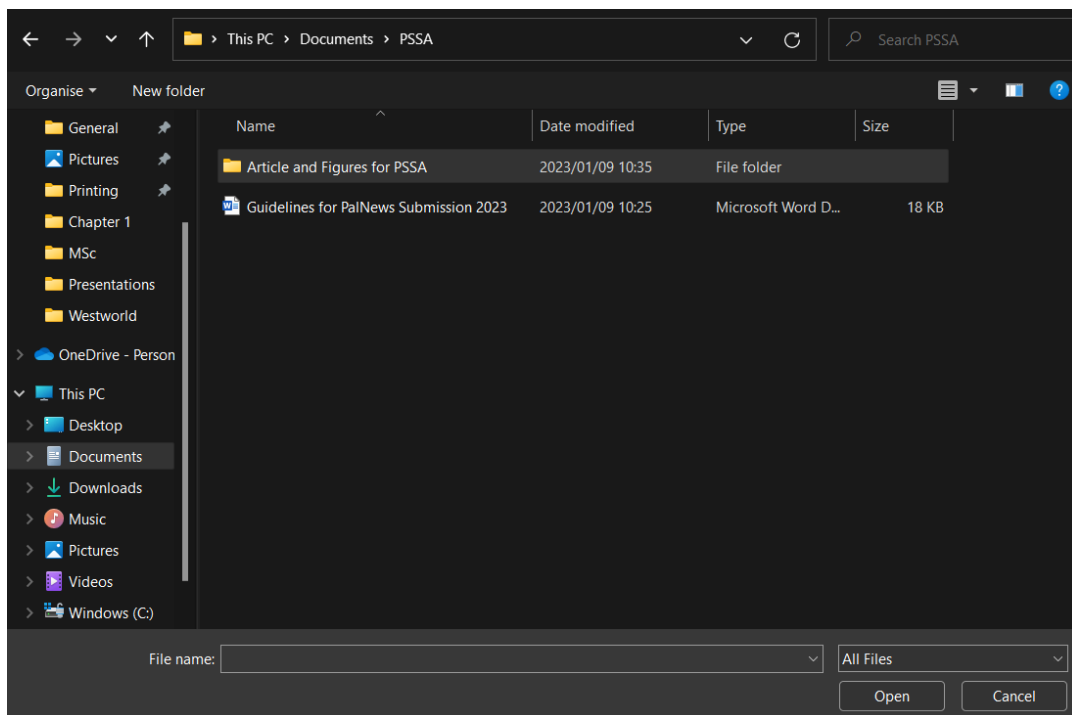 This PC > Documents > PSSA
Search PSSA
Organise
New folder
General
Pictures
Printing
Chapter 1
MSc
Presentations
Westworld
OneDrive - Person
This PC
Desktop
Documents
Downloads
Music
Pictures
Videos
Windows (C:)
Name Date modified Type Size
Article and Figures for PSSA 2023/01/09 10:35 File folder
Guidelines for PalNews Submission 2023 2023/01/09 10:25 Microsoft Word D... 18 KB
File name:
All Files
Open
Cancel